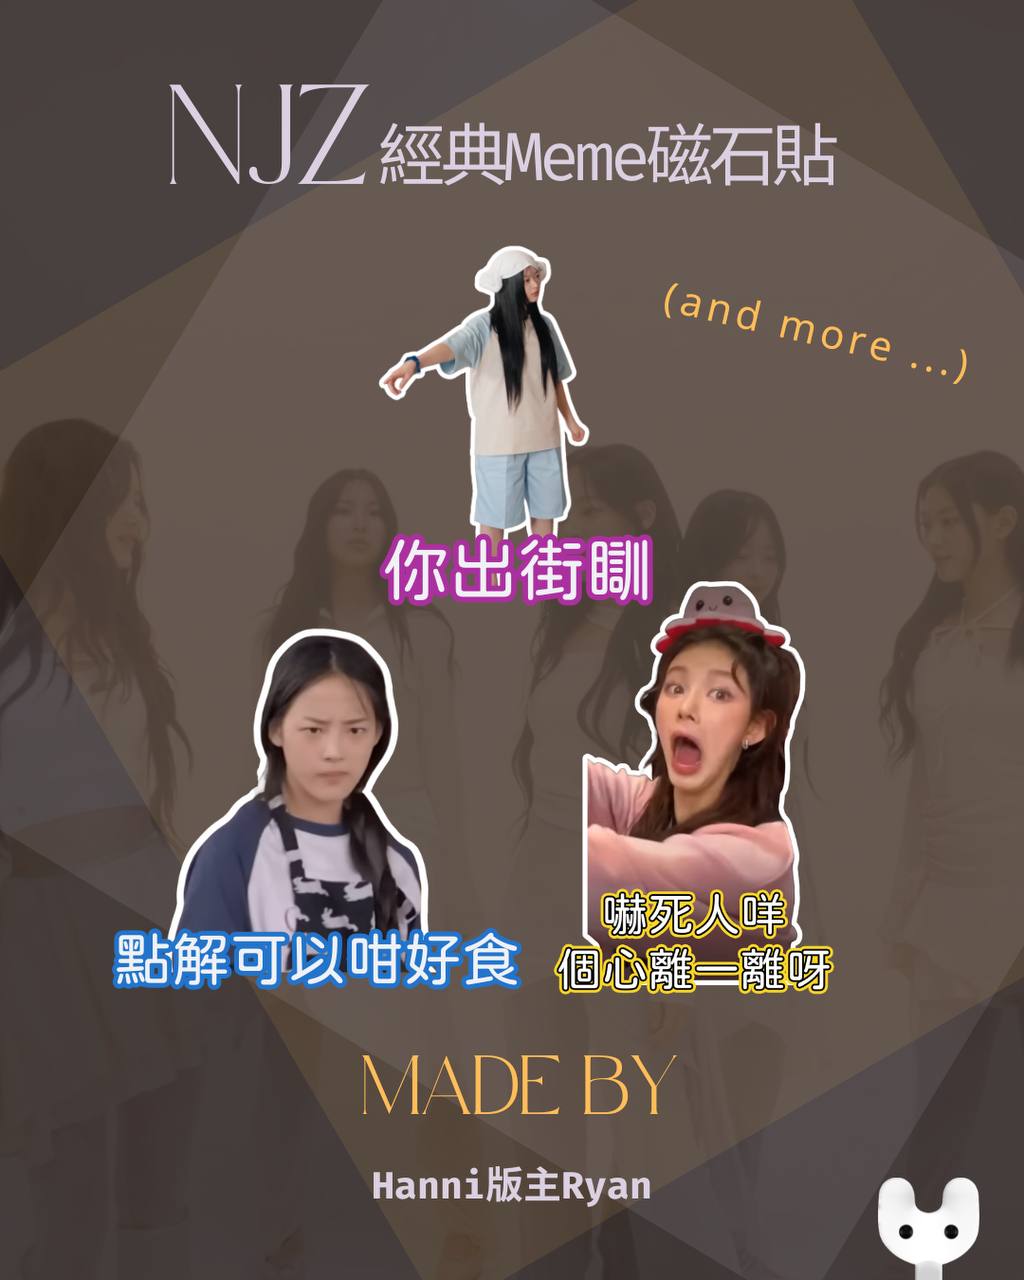 NJZ 經典Meme磁石貼
(and more ...)
你出街瞓
點解可以咁好食
嚇死人咩
個心離一離呀
MADE BY
Hanni版主Ryan